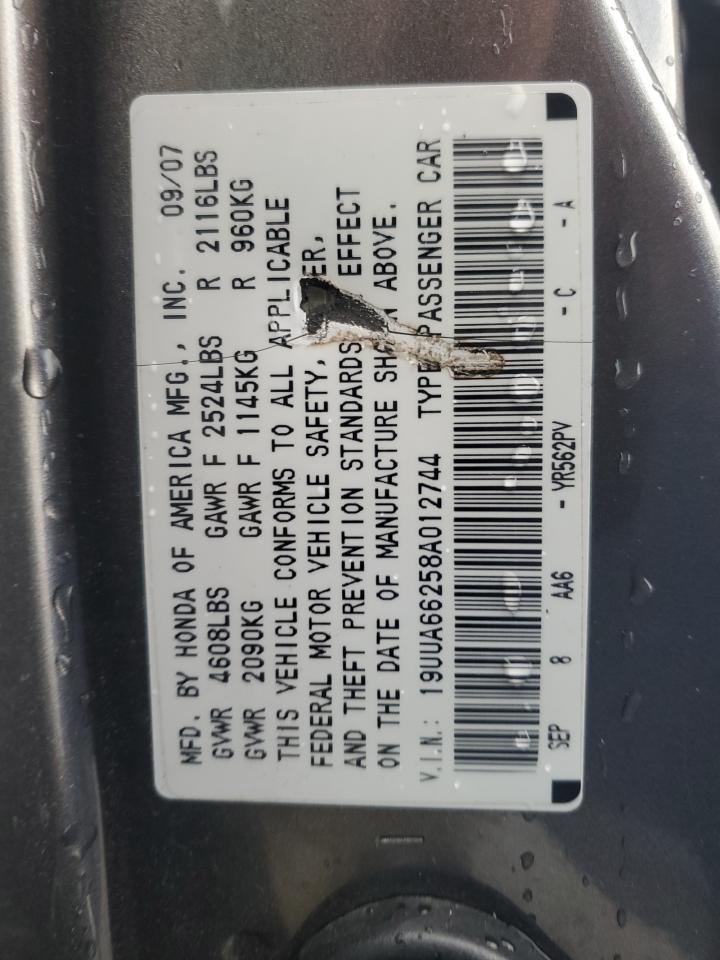 MFD. BY HONDA OF AMERICA MFG., INC. 09/07
GVWR 4608LBS GAWR F 2524LBS R 2116LBS
GVWR 2090KG GAWR F 1145KG R 960KG
THIS VEHICLE CONFORMS TO ALL APPLICABLE
FEDERAL MOTOR VEHICLE SAFETY,
AND THEFT PREVENTION STANDARDS EFFECT
ON THE DATE OF MANUFACTURE ABOVE.
V.I.N.: 19UUA66258A012744 TYPE PASSENGER CAR
SEP 8 AA6 - YR562PV - C - A